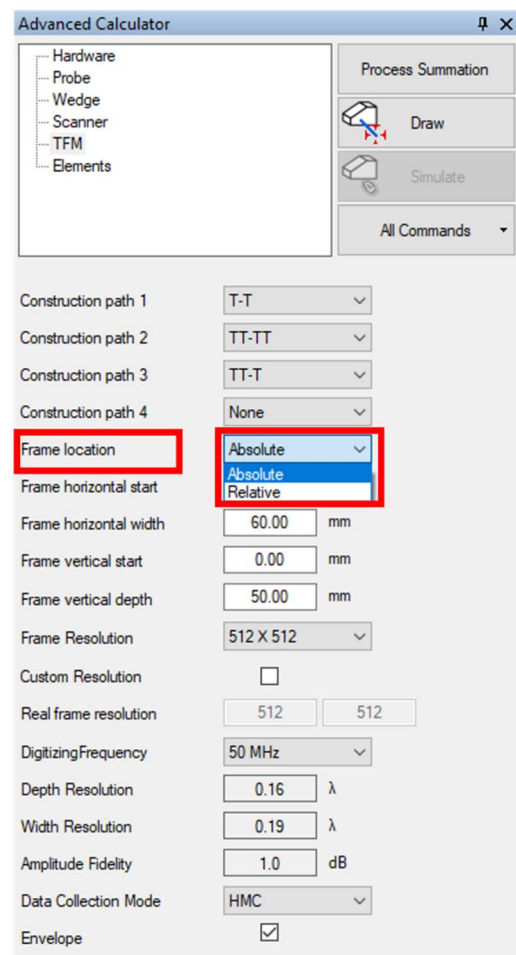 Advanced Calculator
Hardware
Probe
Wedge
Scanner
TFM
Elements
Process Summation
Draw
Simulate
All Commands
Construction path 1 T-T
Construction path 2 TT-TT
Construction path 3 TT-T
Construction path 4 None
Frame location Absolute
Absolute
Frame horizontal start Relative
Frame horizontal width 60.00 mm
Frame vertical start 0.00 mm
Frame vertical depth 50.00 mm
Frame Resolution 512 X 512
Custom Resolution
Real frame resolution 512 512
DigitizingFrequency 50 MHz
Depth Resolution 0.16 λ
Width Resolution 0.19 λ
Amplitude Fidelity 1.0 dB
Data Collection Mode HMC
Envelope